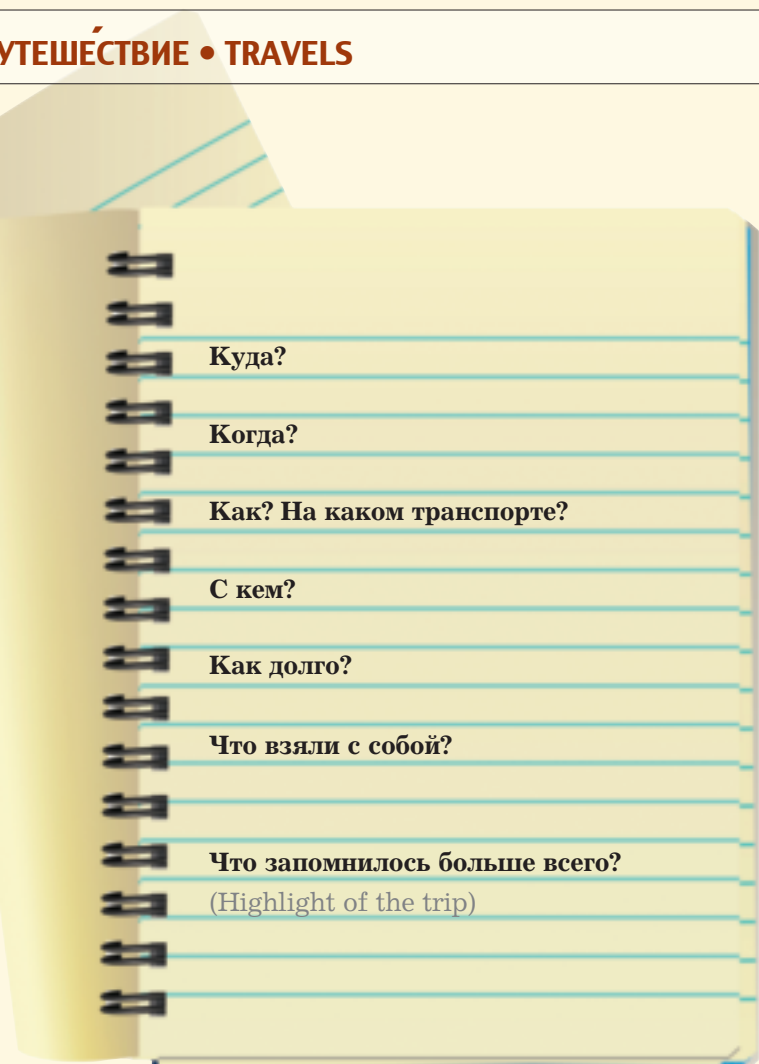 УТЕШЕ́СТВИЕ • TRAVELS
Куда?
Когда?
Как? На каком транспорте?
С кем?
Как долго?
Что взяли с собой?
Что запомнилось больше всего?
(Highlight of the trip)